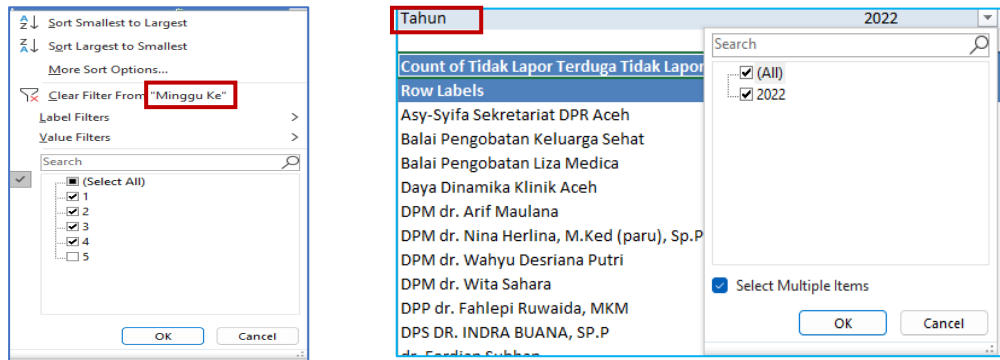 Sort Smallest to Largest
Sort Largest to Smallest
More Sort Options...
Clear Filter From "Minggu Ke"
Label Filters
Value Filters
Search
(Select All)
1
2
3
4
5
OK Cancel
Tahun 2022
Count of Tidak Lapor Terduga Tidak Lapor
Row Labels
Asy-Syifa Sekretariat DPR Aceh
Balai Pengobatan Keluarga Sehat
Balai Pengobatan Liza Medica
Daya Dinamika Klinik Aceh
DPM dr. Arif Maulana
DPM dr. Nina Herlina, M.Ked (paru), Sp.P
DPM dr. Wahyu Desriana Putri
DPM dr. Wita Sahara
DPP dr. Fahlepi Ruwaida, MKM
DPS DR. INDRA BUANA, SP.P
Search
(All)
2022
Select Multiple Items
OK Cancel